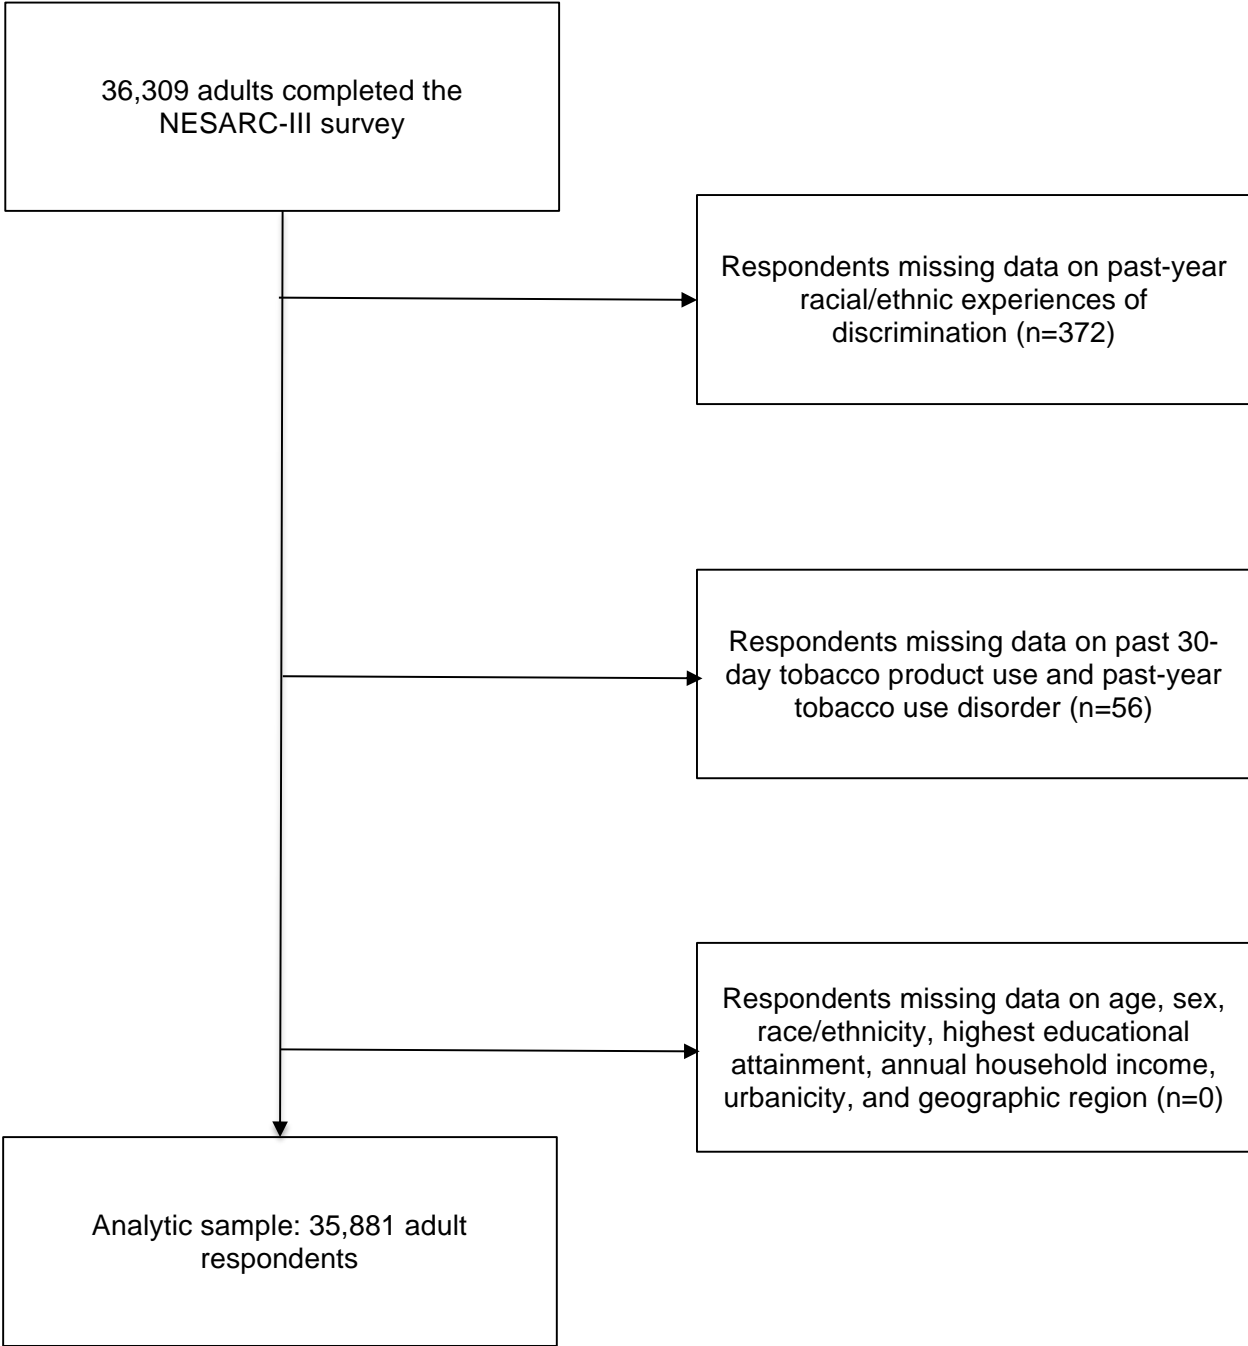 36,309 adults completed the
NESARC-III survey
Respondents missing data on past-year
racial/ethnic experiences of
discrimination (n=372)
Respondents missing data on past 30-
day tobacco product use and past-year
tobacco use disorder (n=56)
Respondents missing data on age, sex,
race/ethnicity, highest educational
attainment, annual household income,
urbanicity, and geographic region (n=0)
Analytic sample: 35,881 adult
respondents